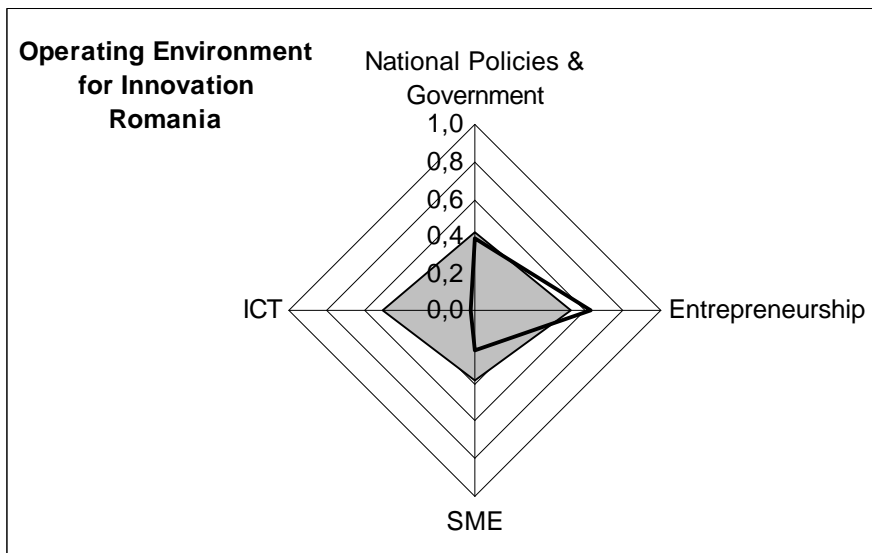 Operating Environment
for Innovation
Romania
National Policies &
Government
1,0
0,8
0,6
0,4
0,2
0,0
ICT
Entrepreneurship
SME